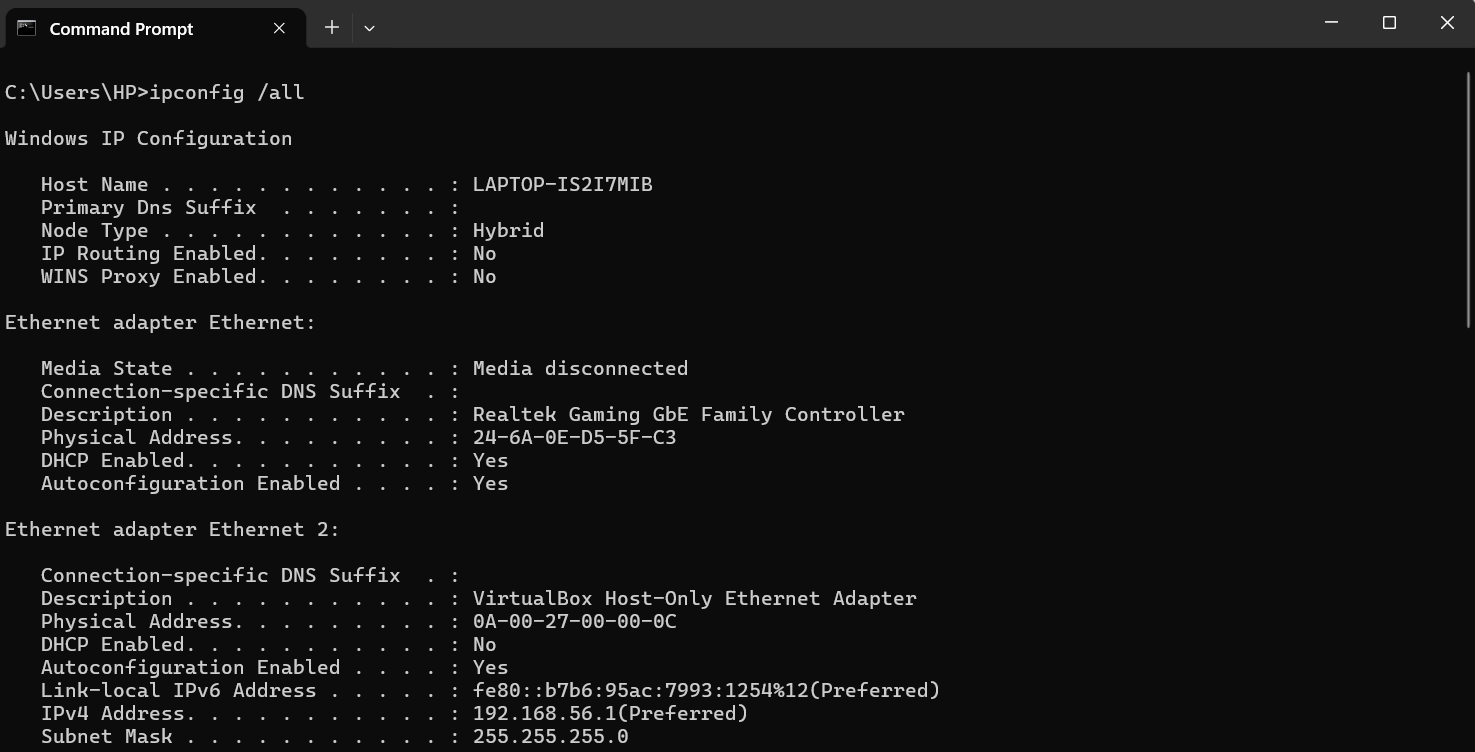 Command Prompt
C:\Users\HP>ipconfig /all
Windows IP Configuration
Host Name . . . . . . . . . . . . : LAPTOP-IS2I7MIB
Primary Dns Suffix  . . . . . . . :
Node Type . . . . . . . . . . . . : Hybrid
IP Routing Enabled. . . . . . . . : No
WINS Proxy Enabled. . . . . . . . : No
Ethernet adapter Ethernet:
Media State . . . . . . . . . . . : Media disconnected
Connection-specific DNS Suffix  . :
Description . . . . . . . . . . . : Realtek Gaming GbE Family Controller
Physical Address. . . . . . . . . : 24-6A-0E-D5-5F-C3
DHCP Enabled. . . . . . . . . . . : Yes
Autoconfiguration Enabled . . . . : Yes
Ethernet adapter Ethernet 2:
Connection-specific DNS Suffix  . :
Description . . . . . . . . . . . : VirtualBox Host-Only Ethernet Adapter
Physical Address. . . . . . . . . : 0A-00-27-00-00-0C
DHCP Enabled. . . . . . . . . . . : No
Autoconfiguration Enabled . . . . : Yes
Link-local IPv6 Address . . . . . : fe80::b7b6:95ac:7993:1254%12(Preferred)
IPv4 Address. . . . . . . . . . . : 192.168.56.1(Preferred)
Subnet Mask . . . . . . . . . . . : 255.255.255.0